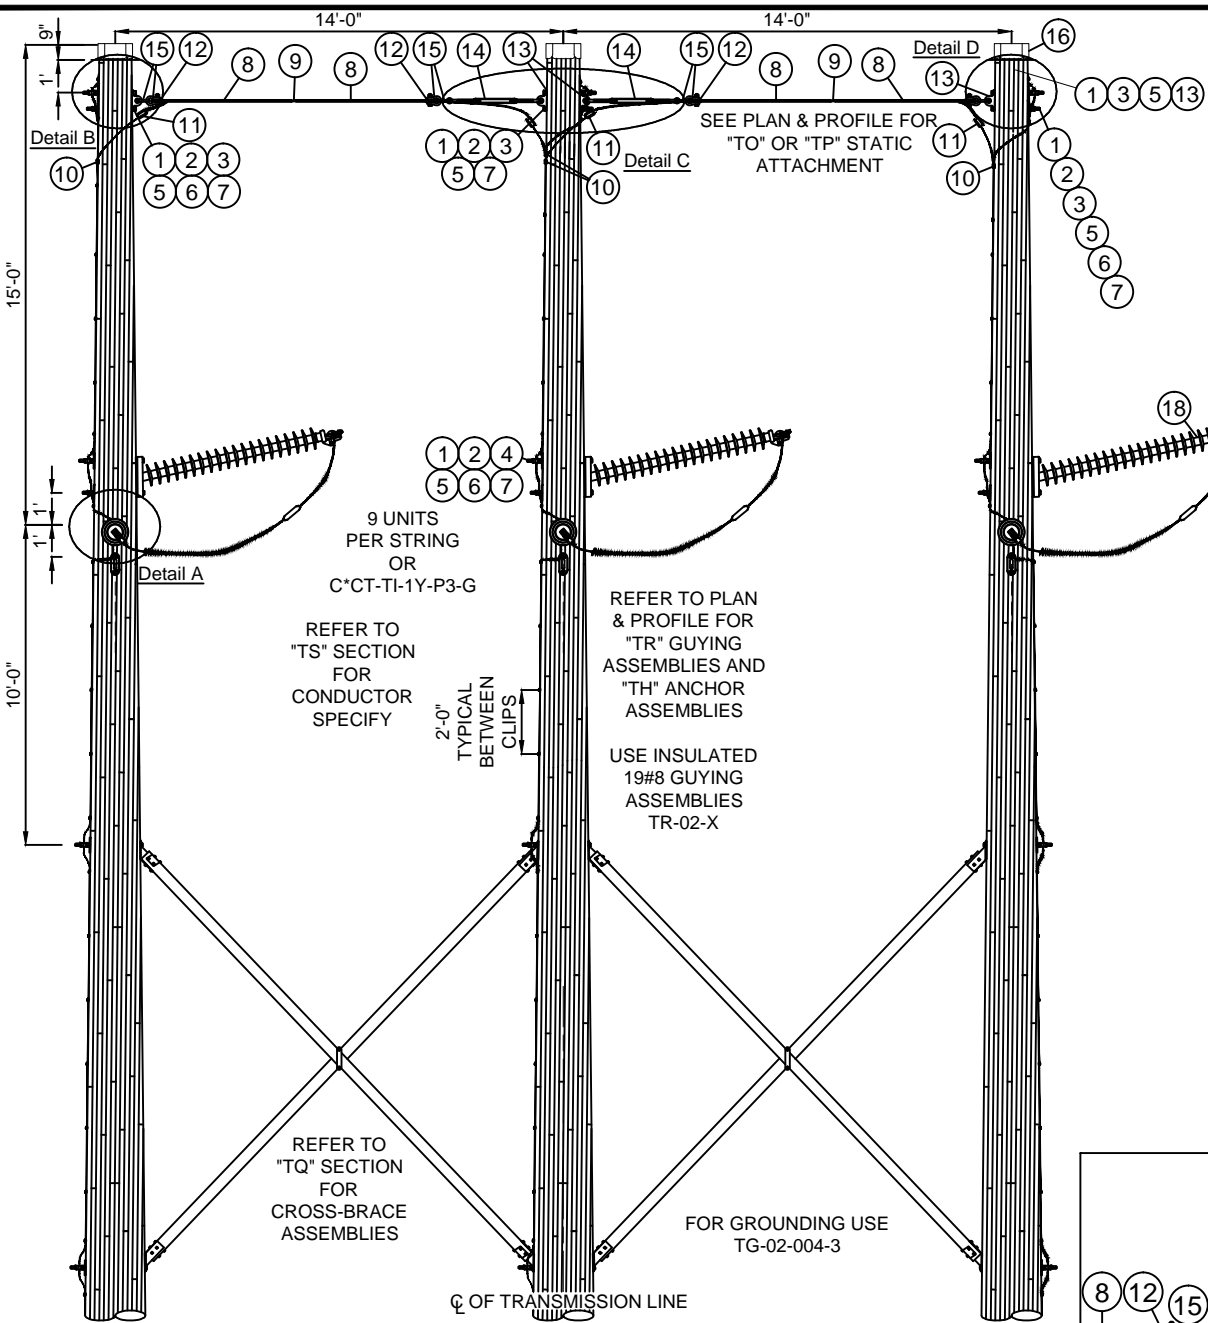 14'-0"
14'-0"
9"
1'
15'-0"
1'
1'
10'-0"
15 12
8 9 8
12 15 14 13
14 15 12
8 9 8
Detail D
16
13
1 3 5 13
Detail B
11
10
1 2 3
5 6 7
1 2 3
5 7
11
10
Detail C
SEE PLAN & PROFILE FOR
"TO" OR "TP" STATIC
ATTACHMENT
11
10
1
2
3
5
6
7
18
1 2 4
5 6 7
9 UNITS
PER STRING
OR
C*CT-TI-1Y-P3-G
Detail A
REFER TO
"TS" SECTION
FOR
CONDUCTOR
SPECIFY
2'-0"
TYPICAL
BETWEEN
CLIPS
REFER TO PLAN
& PROFILE FOR
"TR" GUYING
ASSEMBLIES AND
"TH" ANCHOR
ASSEMBLIES
USE INSULATED
19#8 GUYING
ASSEMBLIES
TR-02-X
REFER TO
"TQ" SECTION
FOR
CROSS-BRACE
ASSEMBLIES
FOR GROUNDING USE
TG-02-004-3
℄ OF TRANSMISSION LINE
8 12 15